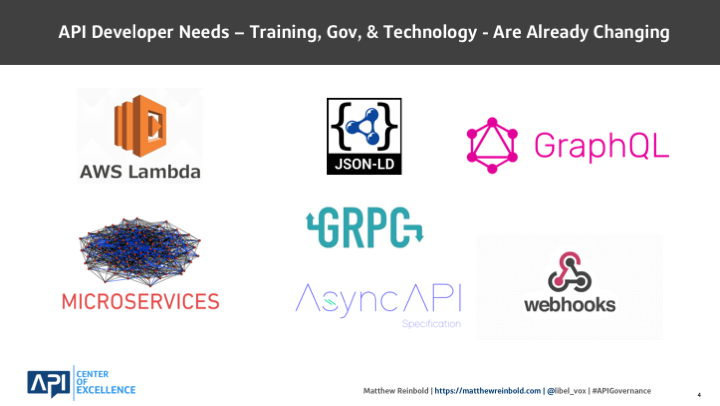 API Developer Needs – Training, Gov, & Technology - Are Already Changing
AWS Lambda
{ }
JSON-LD
GraphQL
GRPC
MICROSERVICES
AsyncAPI
Specification
webhooks
API
CENTER
OF
EXCELLENCE
Matthew Reinbold | https://matthewreinbold.com | @libel_vox | #APIGovernance
4